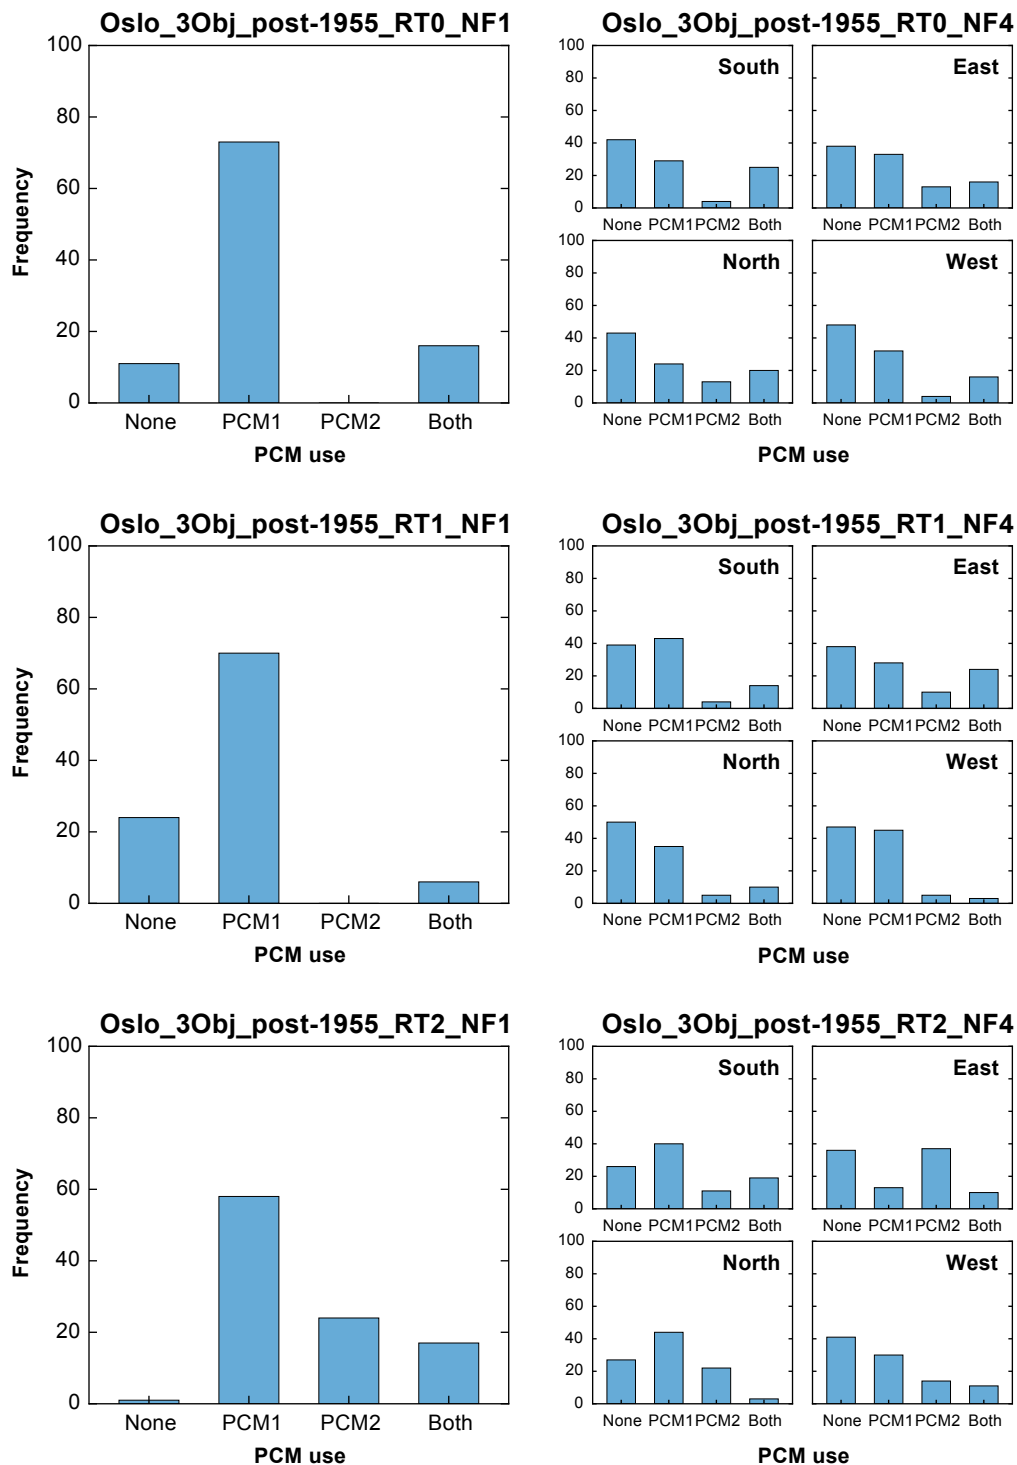 Oslo_3Obj_post-1955_RT0_NF1
100
80
60
40
20
0
Frequency
None PCM1 PCM2 Both
PCM use
Oslo_3Obj_post-1955_RT0_NF4
South
100
80
60
40
20
0
None PCM1 PCM2 Both
East
None PCM1 PCM2 Both
North
100
80
60
40
20
0
None PCM1 PCM2 Both
West
None PCM1 PCM2 Both
PCM use
Oslo_3Obj_post-1955_RT1_NF1
100
80
60
40
20
0
Frequency
None PCM1 PCM2 Both
PCM use
Oslo_3Obj_post-1955_RT1_NF4
South
100
80
60
40
20
0
None PCM1 PCM2 Both
East
None PCM1 PCM2 Both
North
100
80
60
40
20
0
None PCM1 PCM2 Both
West
None PCM1 PCM2 Both
PCM use
Oslo_3Obj_post-1955_RT2_NF1
100
80
60
40
20
0
Frequency
None PCM1 PCM2 Both
PCM use
Oslo_3Obj_post-1955_RT2_NF4
South
100
80
60
40
20
0
None PCM1 PCM2 Both
East
None PCM1 PCM2 Both
North
100
80
60
40
20
0
None PCM1 PCM2 Both
West
None PCM1 PCM2 Both
PCM use